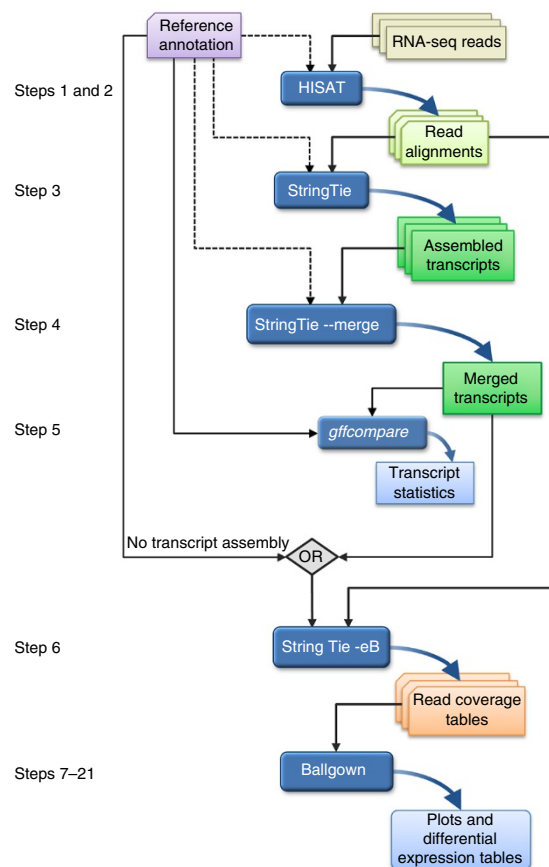 Reference
annotation
RNA-seq reads
Steps 1 and 2
HISAT
Read
alignments
Step 3
StringTie
Assembled
transcripts
Step 4
StringTie --merge
Merged
transcripts
Step 5
gffcompare
Transcript
statistics
No transcript assembly
OR
Step 6
String Tie -eB
Read coverage
tables
Steps 7–21
Ballgown
Plots and
differential
expression tables